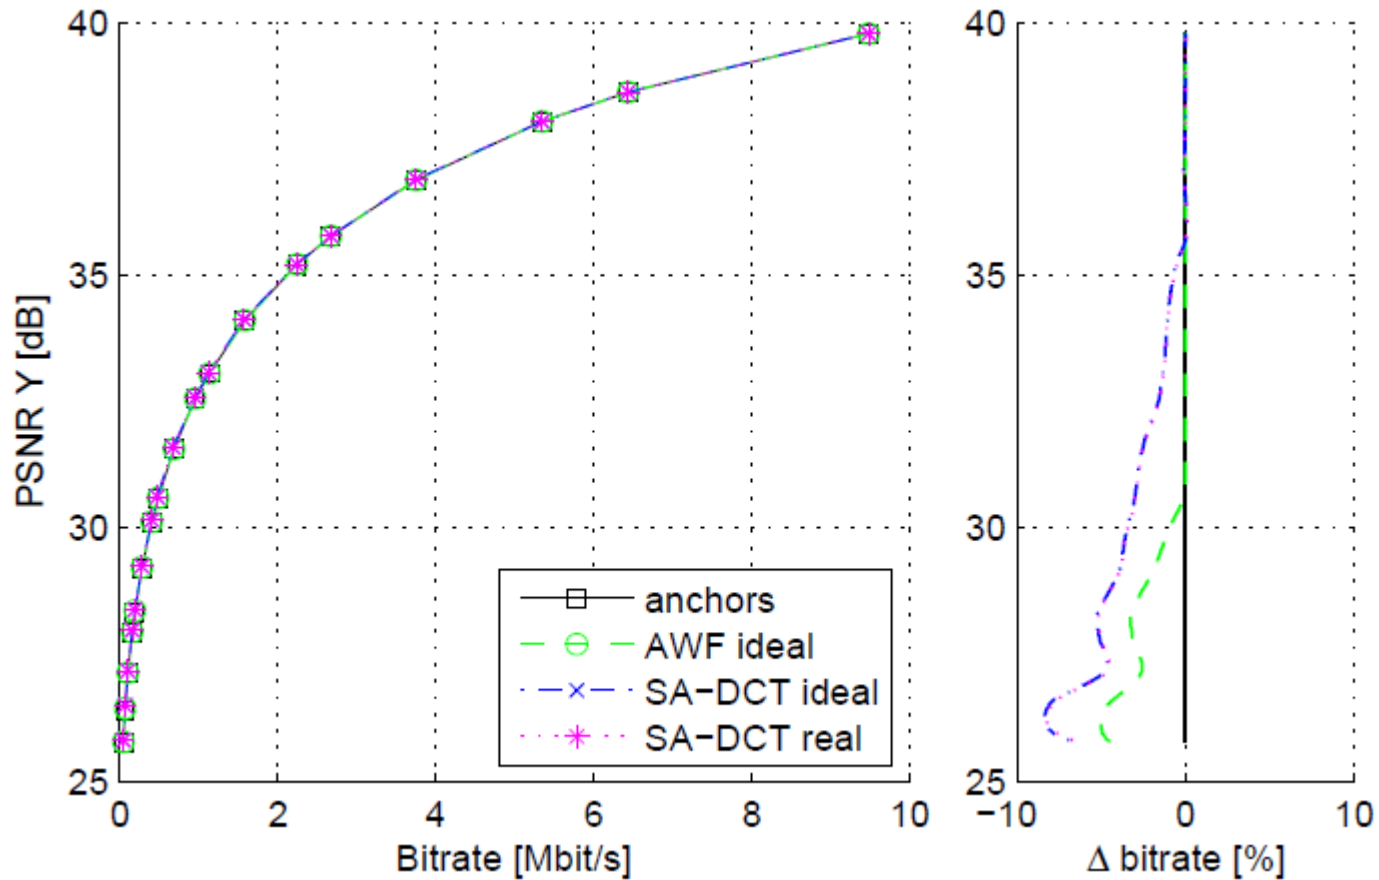 40
35
30
25
PSNR Y [dB]
0 2 4 6 8 10
Bitrate [Mbit/s]
anchors
AWF ideal
SA−DCT ideal
SA−DCT real
40
35
30
25
−10 0 10
Δ bitrate [%]